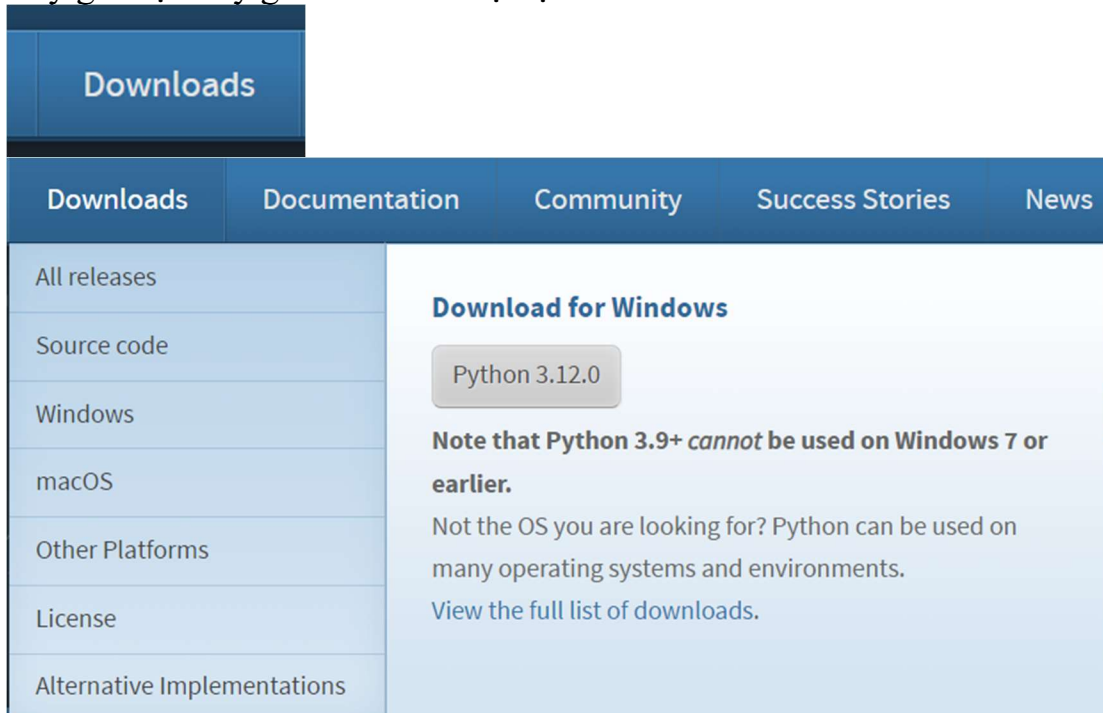 Downloads
Downloads Documentation Community Success Stories News
All releases
Source code
Windows
macOS
Other Platforms
License
Alternative Implementations
Download for Windows
Python 3.12.0
Note that Python 3.9+ cannot be used on Windows 7 or
earlier.
Not the OS you are looking for? Python can be used on
many operating systems and environments.
View the full list of downloads.